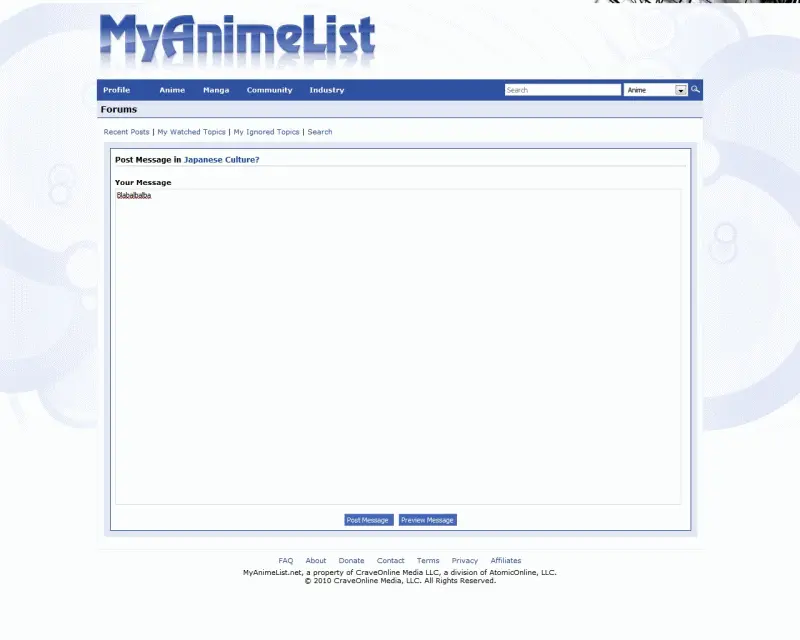 MyAnimeList
Profile Anime Manga Community Industry Search Anime
Forums
Recent Posts | My Watched Topics | My Ignored Topics | Search
Post Message in Japanese Culture?
Your Message
Blabalbalba
Post Message Preview Message
FAQ About Donate Contact Terms Privacy Affiliates
MyAnimeList.net, a property of CraveOnline Media LLC, a division of AtomicOnline, LLC.
© 2010 CraveOnline Media, LLC. All Rights Reserved.